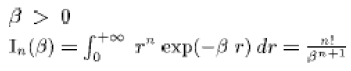 β > 0
I_n(β) = ∫_0^{+∞} r^n exp(−β r) dr = n!/β^{n+1}